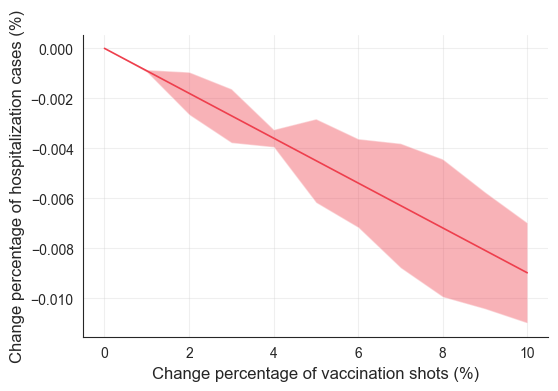 Change percentage of hospitalization cases (%)
0.000
−0.002
−0.004
−0.006
−0.008
−0.010
0 2 4 6 8 10
Change percentage of vaccination shots (%)